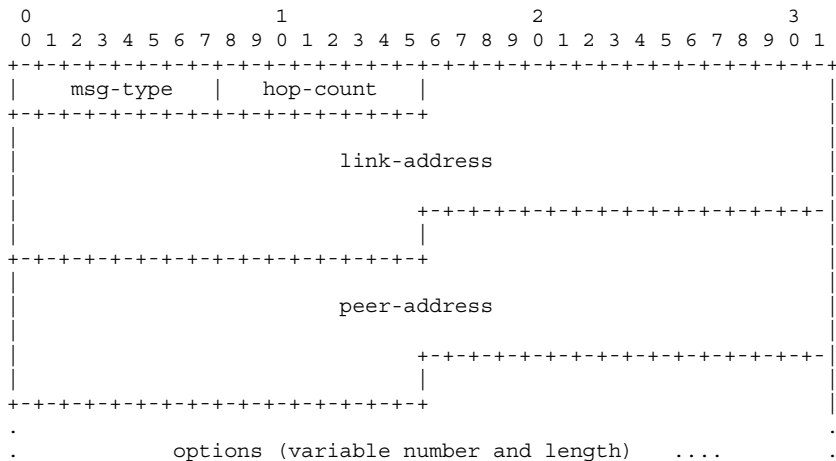 0                   1                   2                   3
0 1 2 3 4 5 6 7 8 9 0 1 2 3 4 5 6 7 8 9 0 1 2 3 4 5 6 7 8 9 0 1
+-+-+-+-+-+-+-+-+-+-+-+-+-+-+-+-+-+-+-+-+-+-+-+-+-+-+-+-+-+-+-+-+
|    msg-type   |   hop-count   |                               |
+-+-+-+-+-+-+-+-+-+-+-+-+-+-+-+-+                               |
|                                                               |
|                         link-address                          |
|                                                               |
|                               +-+-+-+-+-+-+-+-+-+-+-+-+-+-+-+-|
|                               |                               |
+-+-+-+-+-+-+-+-+-+-+-+-+-+-+-+-+                               |
|                                                               |
|                         peer-address                          |
|                                                               |
|                               +-+-+-+-+-+-+-+-+-+-+-+-+-+-+-+-|
|                               |                               |
+-+-+-+-+-+-+-+-+-+-+-+-+-+-+-+-+                               |
.                                                               .
.            options (variable number and length)   ....        .